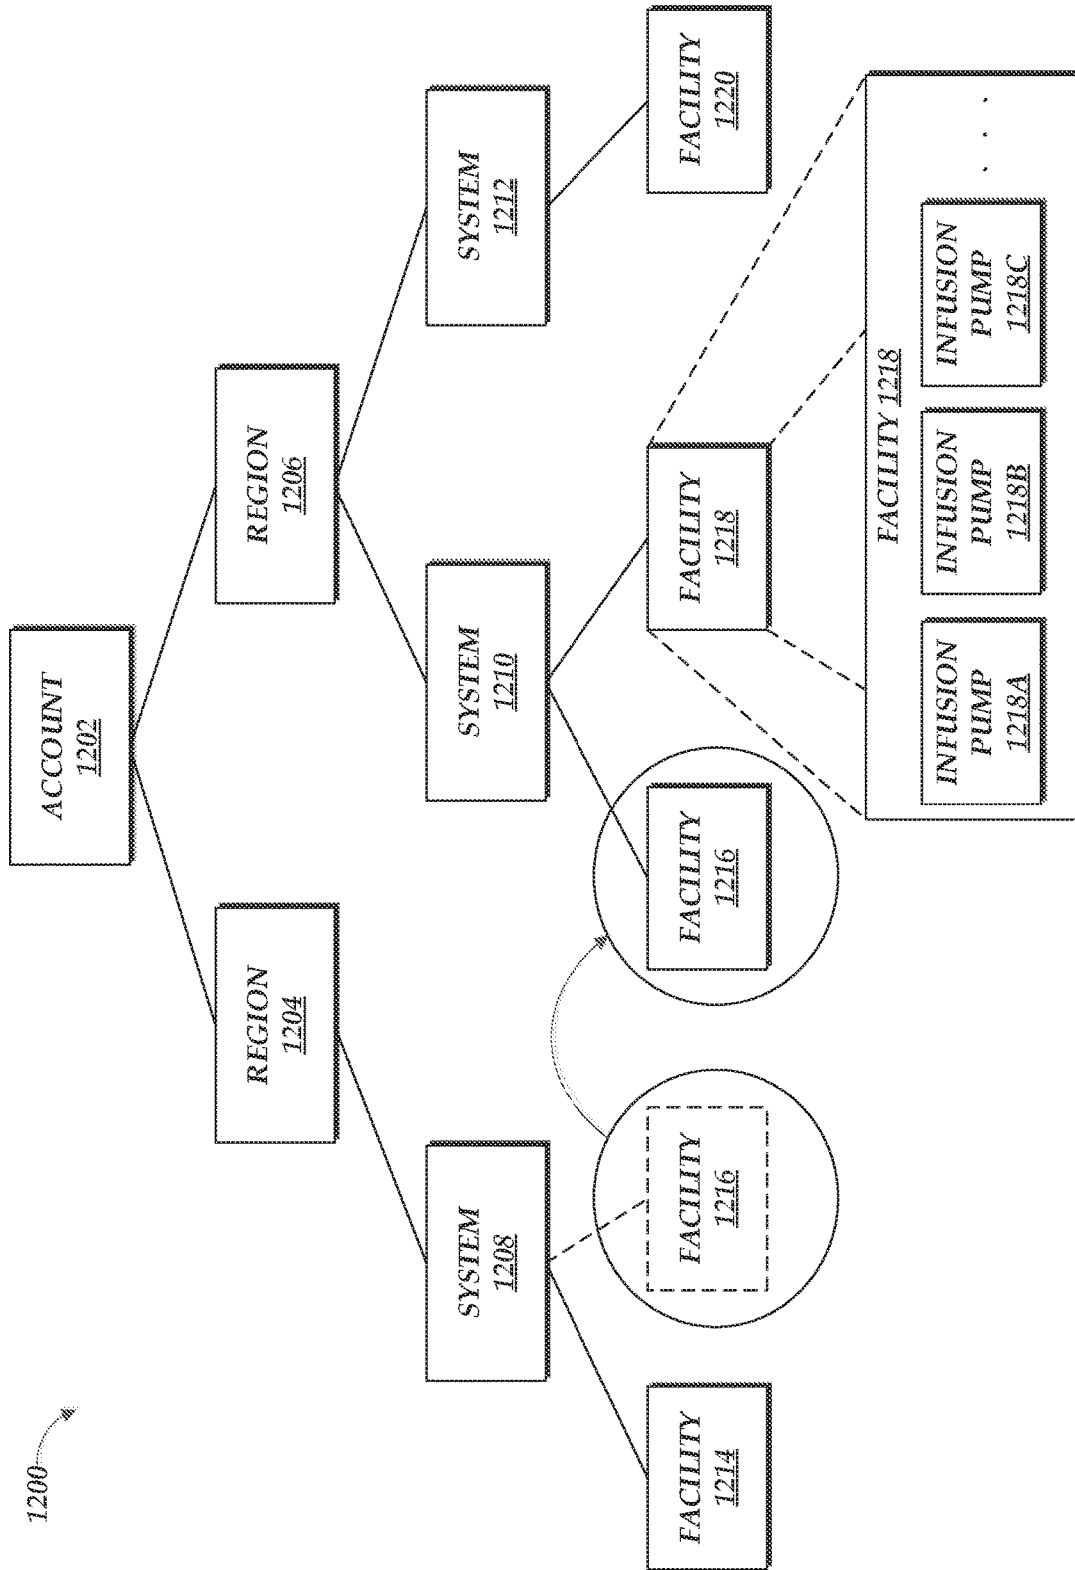 1200
ACCOUNT
1202
REGION
1204
REGION
1206
SYSTEM
1208
SYSTEM
1210
SYSTEM
1212
FACILITY
1214
FACILITY
1216
FACILITY
1216
FACILITY
1218
FACILITY
1220
FACILITY 1218
INFUSION
PUMP
1218A
INFUSION
PUMP
1218B
INFUSION
PUMP
1218C
. . .